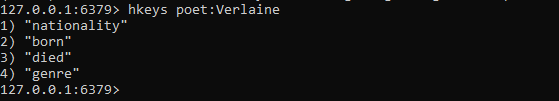 127.0.0.1:6379> hkeys poet:Verlaine
1) "nationality"
2) "born"
3) "died"
4) "genre"
127.0.0.1:6379>